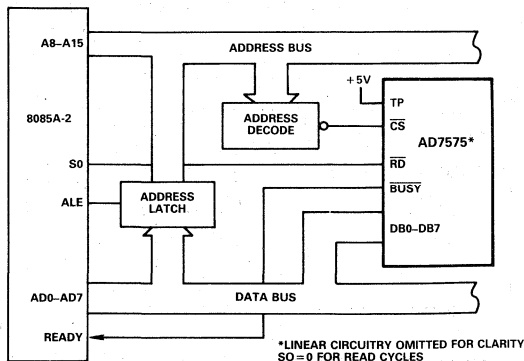 A8–A15
ADDRESS BUS
+5V
TP
8085A-2
ADDRESS
DECODE
CS
AD7575*
S0
RD
ALE
ADDRESS
LATCH
BUSY
DB0–DB7
AD0–AD7
DATA BUS
READY
*LINEAR CIRCUITRY OMITTED FOR CLARITY
SO = 0 FOR READ CYCLES